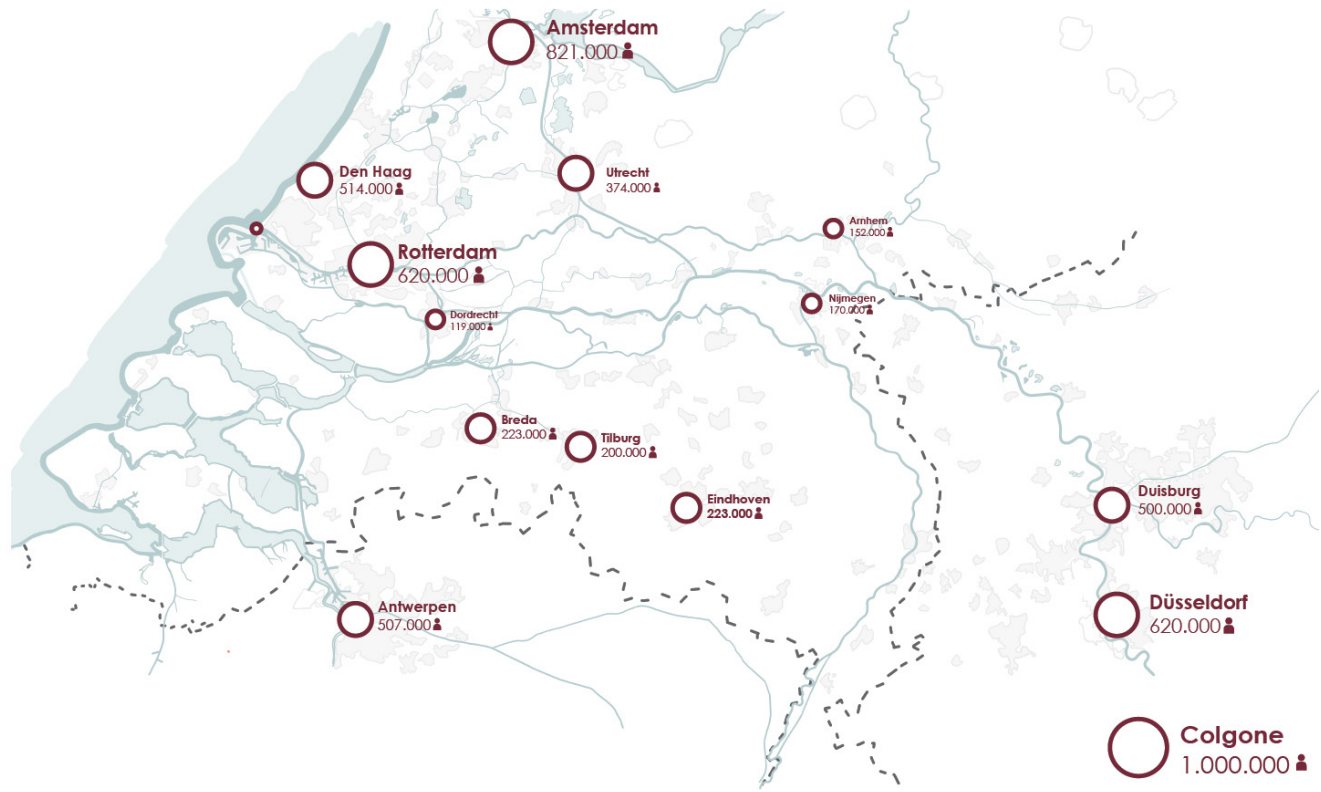 Amsterdam
821.000
Den Haag
514.000
Utrecht
374.000
Arnhem
152.000
Rotterdam
620.000
Nijmegen
170.000
Dordrecht
119.000
Breda
223.000
Tilburg
200.000
Eindhoven
223.000
Duisburg
500.000
Antwerpen
507.000
Düsseldorf
620.000
Colgone
1.000.000